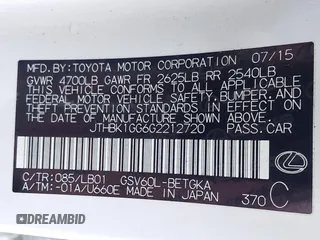 MFD.BY:TOYOTA MOTOR CORPORATION 07/15
GVWR 4700LB GAWR FR 2625LB RR 2540LB
THIS VEHICLE CONFORMS TO ALL APPLICABLE
FEDERAL MOTOR VEHICLE SAFETY, BUMPER, AND
THEFT PREVENTION STANDARDS IN EFFECT ON
THE DATE OF MANUFACTURE SHOWN ABOVE.
JTHBK1GG6G2212720 PASS.CAR
C/TR:085/LB01 GSV60L-BETGKA
A/TM:-01A/U660E MADE IN JAPAN 370 C
DREAMBID